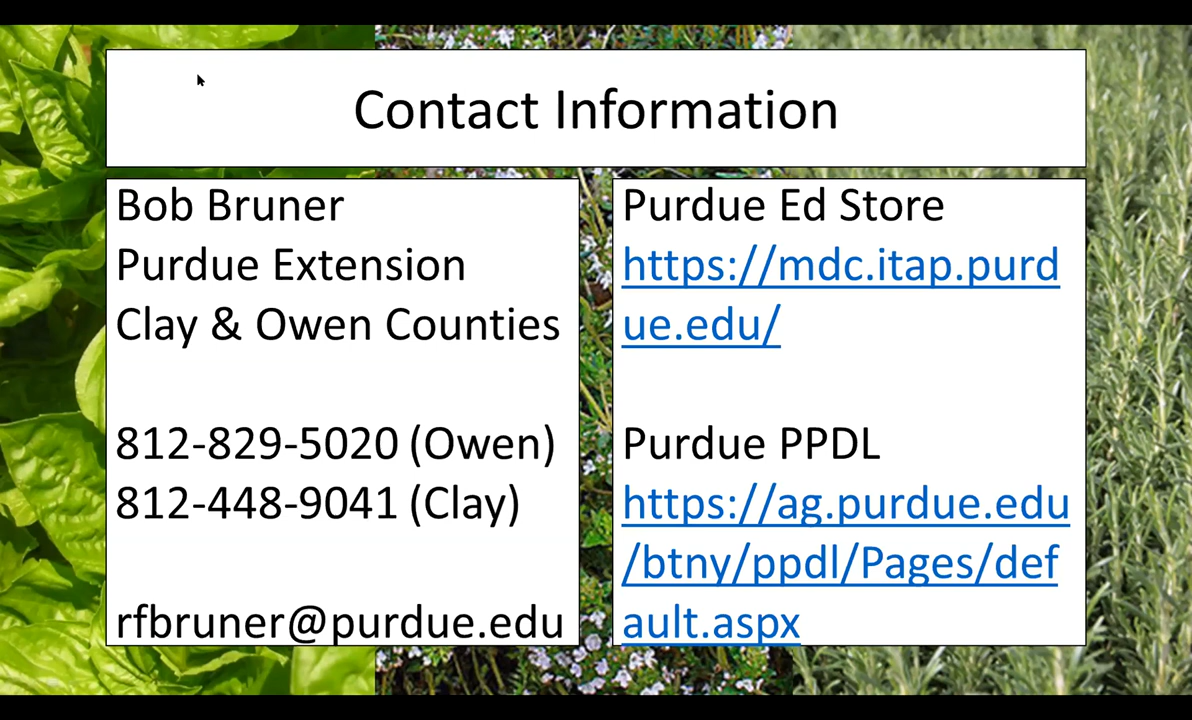 Contact Information
Bob Bruner
Purdue Extension
Clay & Owen Counties
812-829-5020 (Owen)
812-448-9041 (Clay)
rfbruner@purdue.edu
Purdue Ed Store
https://mdc.itap.purd
ue.edu/
Purdue PPDL
https://ag.purdue.edu
/btny/ppdl/Pages/def
ault.aspx